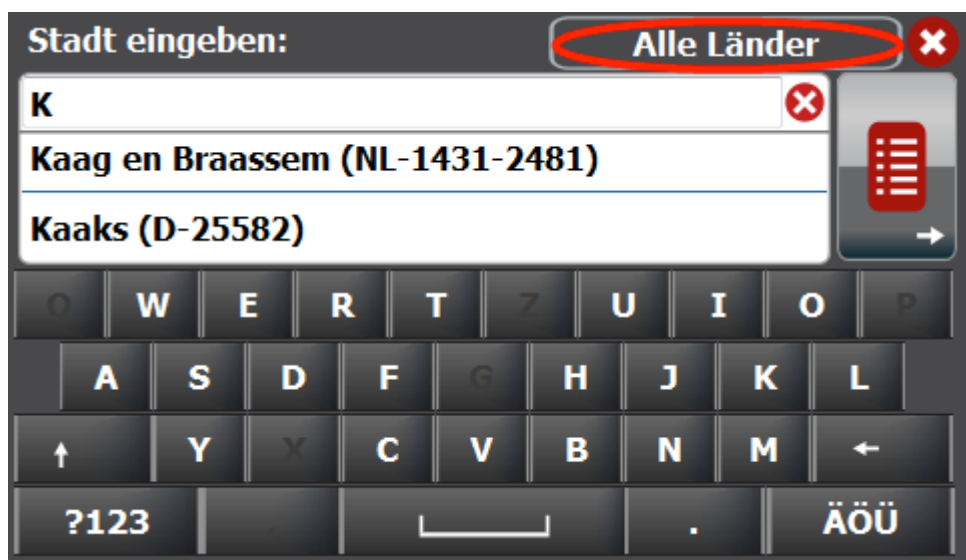 Stadt eingeben: Alle Länder
K
Kaag en Braassem (NL-1431-2481)
Kaaks (D-25582)
Q W E R T Z U I O P
A S D F G H J K L
Y X C V B N M
?123 , . ÄÖÜ